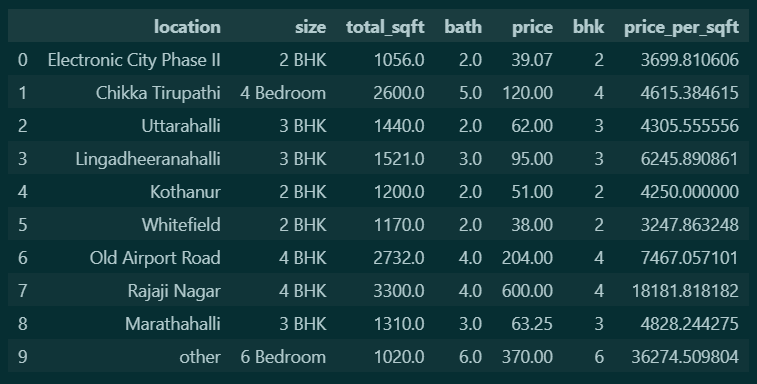 location size total_sqft bath price bhk price_per_sqft
0 Electronic City Phase II 2 BHK 1056.0 2.0 39.07 2 3699.810606
1 Chikka Tirupathi 4 Bedroom 2600.0 5.0 120.00 4 4615.384615
2 Uttarahalli 3 BHK 1440.0 2.0 62.00 3 4305.555556
3 Lingadheeranahalli 3 BHK 1521.0 3.0 95.00 3 6245.890861
4 Kothanur 2 BHK 1200.0 2.0 51.00 2 4250.000000
5 Whitefield 2 BHK 1170.0 2.0 38.00 2 3247.863248
6 Old Airport Road 4 BHK 2732.0 4.0 204.00 4 7467.057101
7 Rajaji Nagar 4 BHK 3300.0 4.0 600.00 4 18181.818182
8 Marathahalli 3 BHK 1310.0 3.0 63.25 3 4828.244275
9 other 6 Bedroom 1020.0 6.0 370.00 6 36274.509804